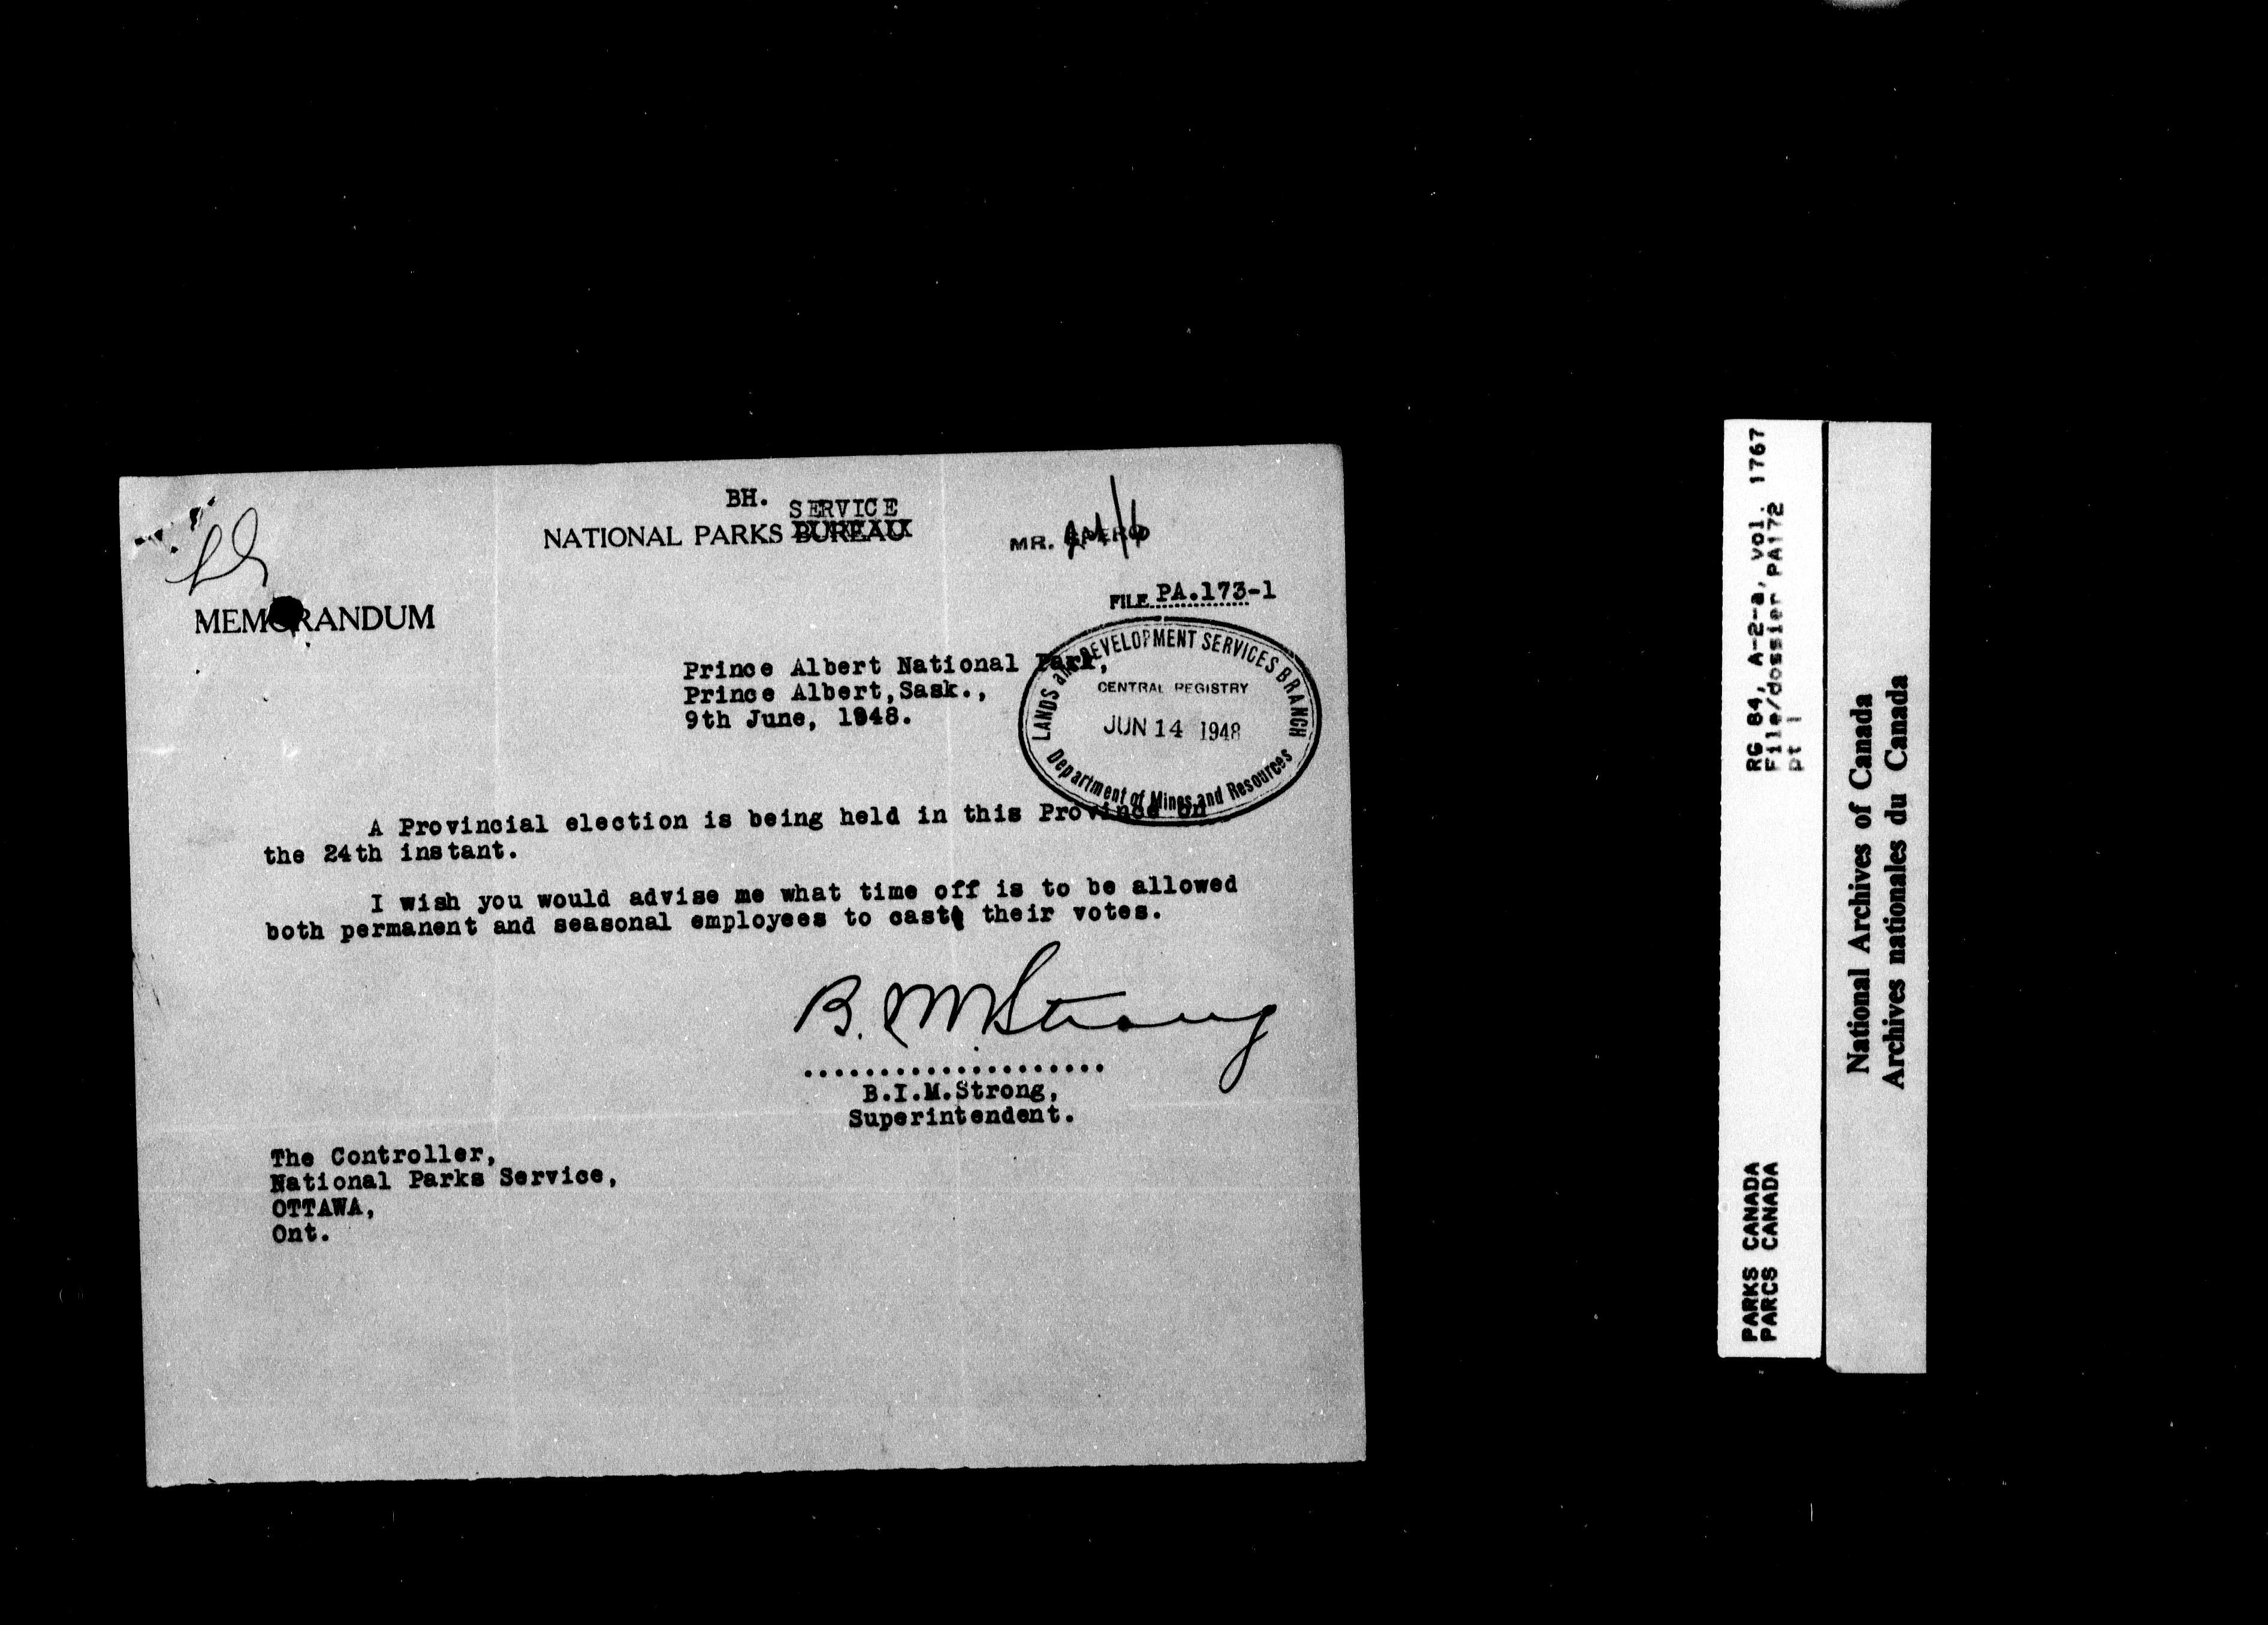 BH.
SERVICE
NATIONAL PARKS BUREAU
MR.
MEMORANDUM
FILE PA.173-1
Prince Albert National Park,
Prince Albert, Sask.,
9th June, 1948.
LANDS and DEVELOPMENT SERVICES BRANCH
CENTRAL REGISTRY
JUN 14 1948
Department of Mines and Resources
A Provincial election is being held in this Province on
the 24th instant.
I wish you would advise me what time off is to be allowed
both permanent and seasonal employees to cast their votes.
B. I M Strong
.....................
B.I.M.Strong,
Superintendent.
The Controller,
National Parks Service,
OTTAWA,
Ont.
RG 84, A-2-a, vol. 1767
File/dossier PA172
pt 1
PARKS CANADA
PARCS CANADA
National Archives of Canada
Archives nationales du Canada